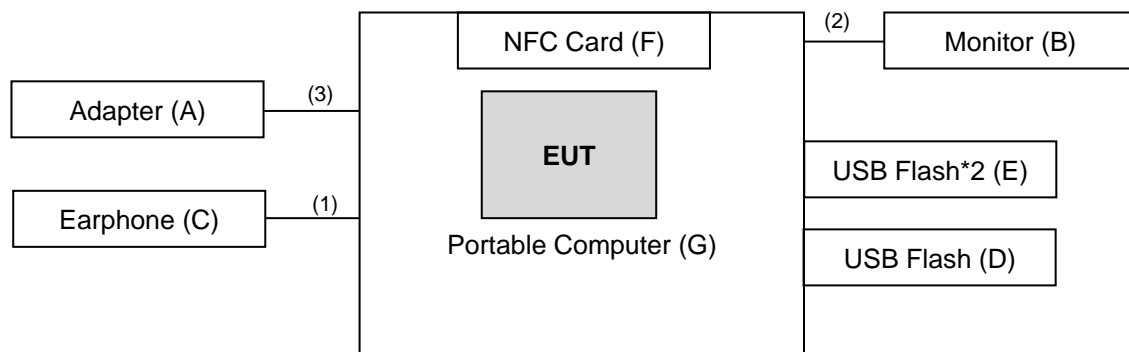 NFC Card (F)
(2)
Monitor (B)
Adapter (A)
(3)
EUT
USB Flash*2 (E)
Earphone (C)
(1)
Portable Computer (G)
USB Flash (D)